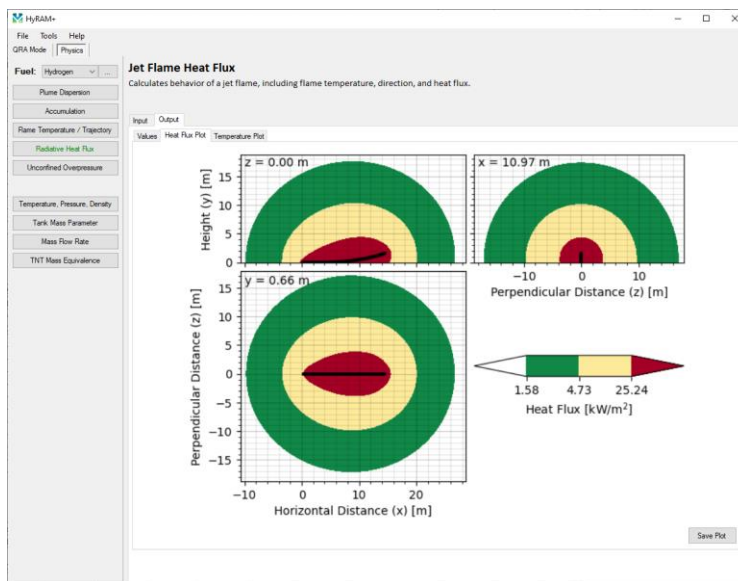 HyRAM+
File Tools Help
QRA Mode Physics
Fuel: Hydrogen ...
Plume Dispersion
Accumulation
Flame Temperature / Trajectory
Radiative Heat Flux
Unconfined Overpressure
Temperature, Pressure, Density
Tank Mass Parameter
Mass Flow Rate
TNT Mass Equivalence
Jet Flame Heat Flux
Calculates behavior of a jet flame, including flame temperature, direction, and heat flux.
Input Output
Values Heat Flux Plot Temperature Plot
z = 0.00 m
Height (y) [m]
15
10
5
0
x = 10.97 m
−10 0 10
Perpendicular Distance (z) [m]
y = 0.66 m
Perpendicular Distance (z) [m]
15
10
5
0
−5
−10
−15
−10 0 10 20
Horizontal Distance (x) [m]
1.58 4.73 25.24
Heat Flux [kW/m²]
Save Plot